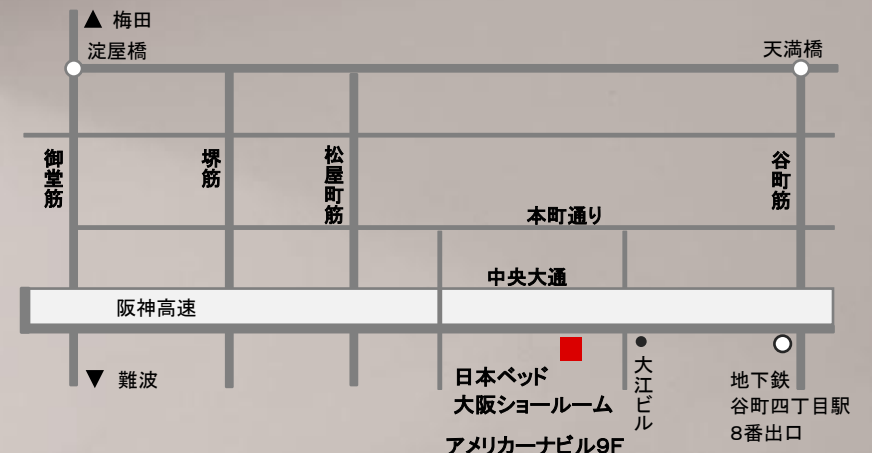 ▲ 梅田
淀屋橋
天満橋
御堂筋
堺筋
松屋町筋
谷町筋
本町通り
中央大通
阪神高速
▼ 難波
日本ベッド
大阪ショールーム
アメリカーナビル9F
大江ビル
地下鉄
谷町四丁目駅
8番出口